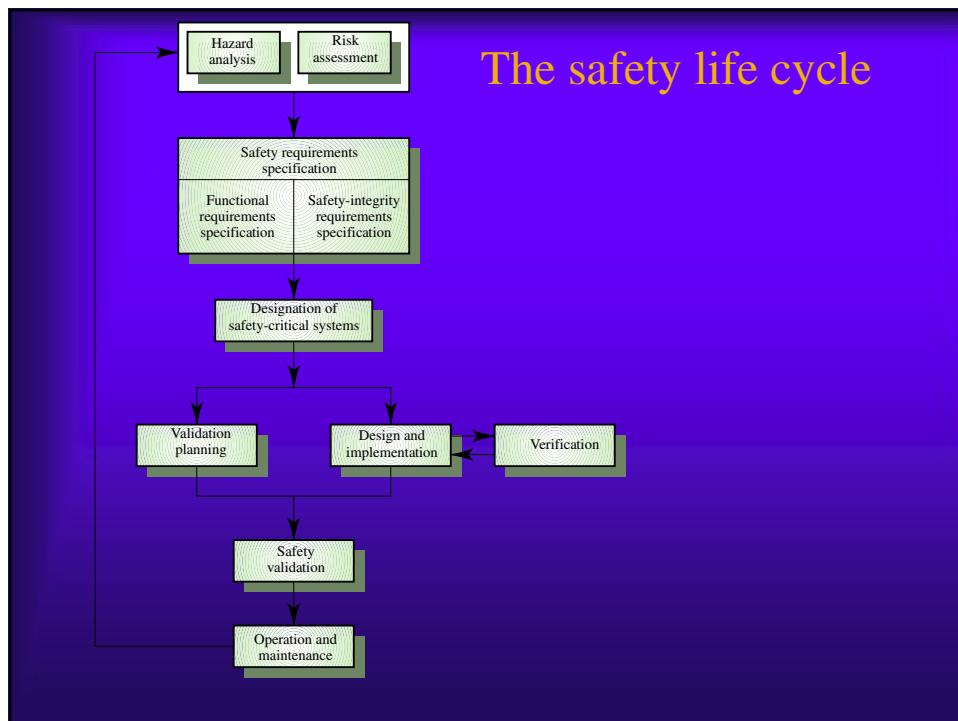 The safety life cycle
Hazard
analysis
Risk
assessment
Safety requirements
specification
Functional
requirements
specification
Safety-integrity
requirements
specification
Designation of
safety-critical systems
Validation
planning
Design and
implementation
Verification
Safety
validation
Operation and
maintenance